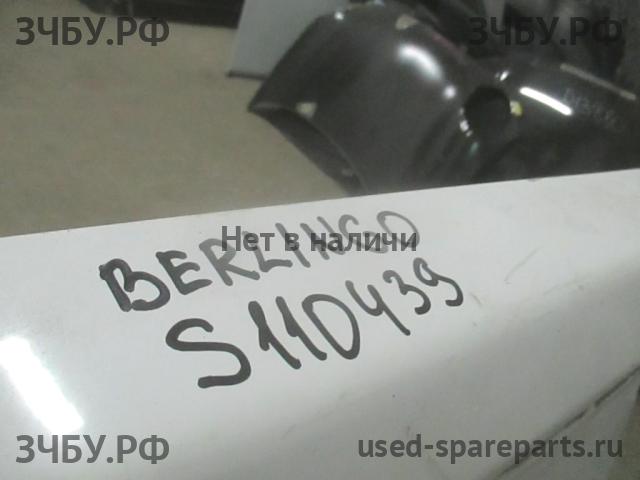 ЗЧБУ.РФ ЗЧБУ.РФ
Нет в наличи
BERLINGO
S110439
ЗЧБУ.РФ used-spareparts.ru